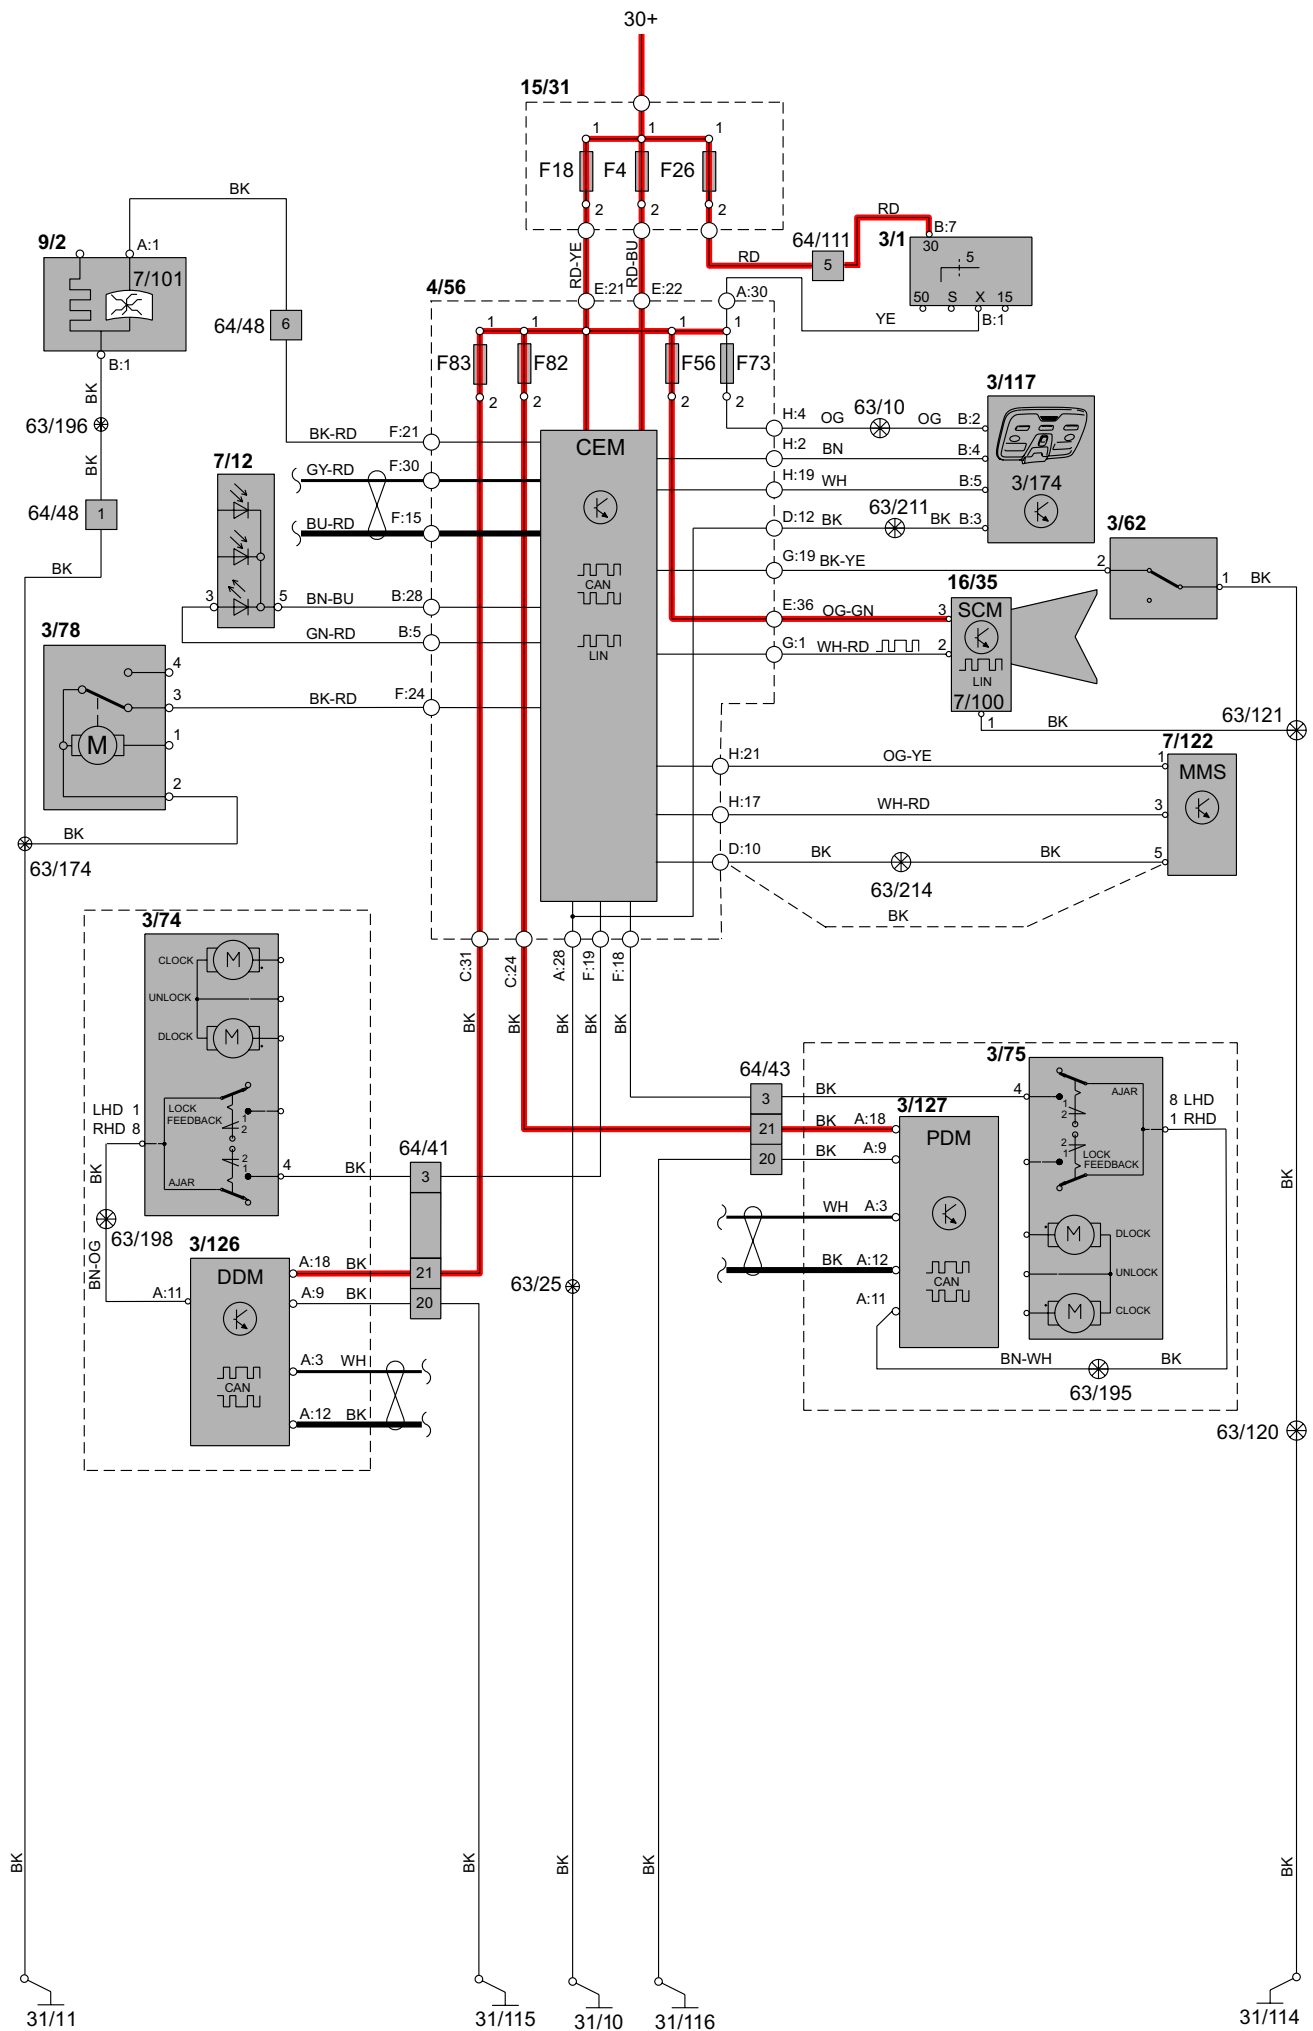 30+
15/31
1 1 1
F18 F4 F26
2 2 2
RD
BK
9/2 A:1
64/111
3/1 B:7
30
5
5
7/101
RD-YE RD-BU RD
4/56
E:21 E:22 A:30
50 S X 15
YE B:1
64/48 6
1 1 1 1
F83 F82 F56 F73
2 2 2 2
B:1
BK
63/196
BK
3/117
H:4 OG 63/10 OG B:2
BK-RD F:21
CEM
H:2 BN B:4
7/12
GY-RD F:30
H:19 WH B:5
3/174
64/48 1
BU-RD F:15
63/211
D:12 BK BK B:3
3/62
BK
G:19 BK-YE 2
1 BK
CAN
16/35
3 5 BN-BU B:28
E:36 OG-GN 3 SCM
3/78
GN-RD B:5
LIN
G:1 WH-RD 2
LIN
4
3
BK-RD F:24
7/100
1 BK
63/121
M 1
7/122
H:21 OG-YE 1
MMS
2
H:17 WH-RD 3
BK
63/174
D:10 BK BK 5
63/214
BK
3/74
CLOCK M
UNLOCK
DLOCK M
C:31 C:24 A:28 F:19 F:18
BK BK BK BK BK
3/75
64/43
LOCK
FEEDBACK
1
2
LHD 1
RHD 8
3 BK 4
AJAR
1
2
8 LHD
1 RHD
3/127
21 BK A:18
PDM
20 BK A:9
64/41
2
1
2
1
LOCK
FEEDBACK
BK
AJAR
4 BK 3
BK
63/198
WH A:3
BN-OG
3/126
DLOCK M
A:18 BK 21
DDM
63/25
BK A:12
CAN
UNLOCK
A:11
A:9 BK 20
A:11
CLOCK M
A:3 WH
BN-WH BK
63/195
CAN
A:12 BK
63/120
BK BK BK BK BK
31/11 31/115 31/10 31/116 31/114